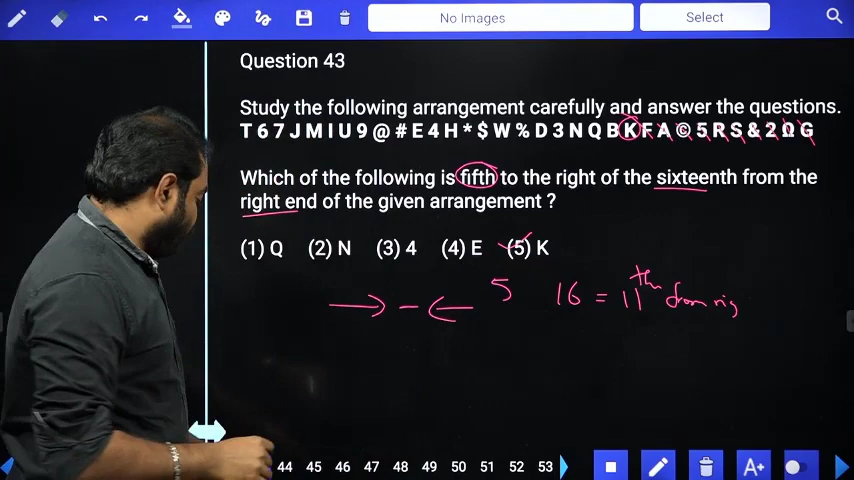 No Images
Select
Question 43
Study the following arrangement carefully and answer the questions.
T 6 7 J M I U 9 @ # E 4 H * $ W % D 3 N Q B K F A © 5 R S & 2 Ω G
Which of the following is fifth to the right of the sixteenth from the
right end of the given arrangement ?
(1) Q (2) N (3) 4 (4) E (5) K
5 16 = 11th from rig
44 45 46 47 48 49 50 51 52 53
A+